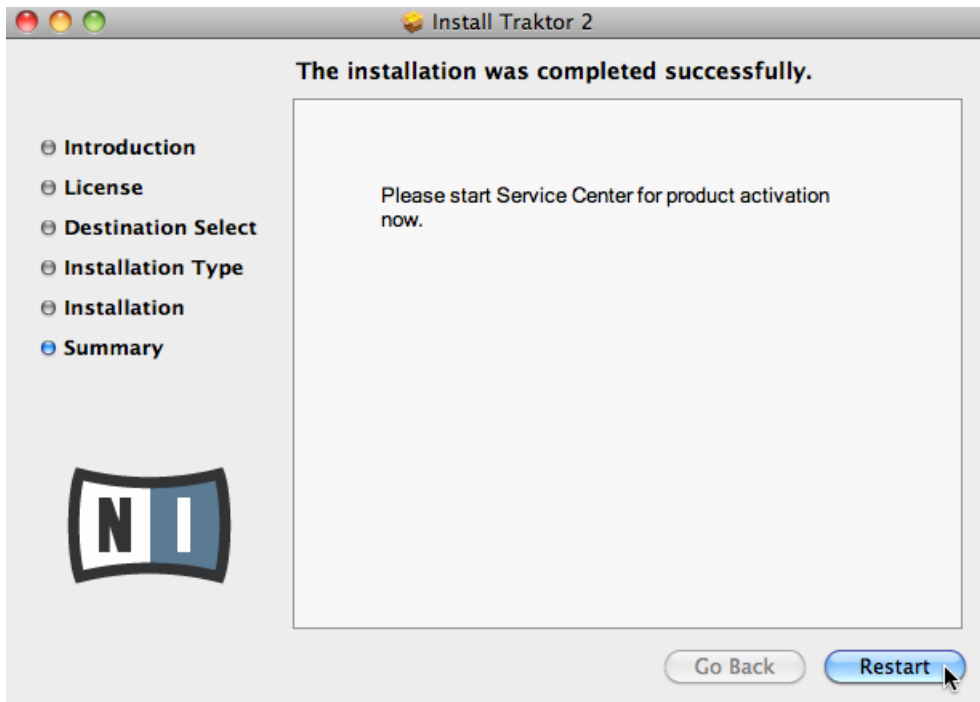 Install Traktor 2
The installation was completed successfully.
Introduction
License
Destination Select
Installation Type
Installation
Summary
Please start Service Center for product activation
now.
NI
Go Back
Restart